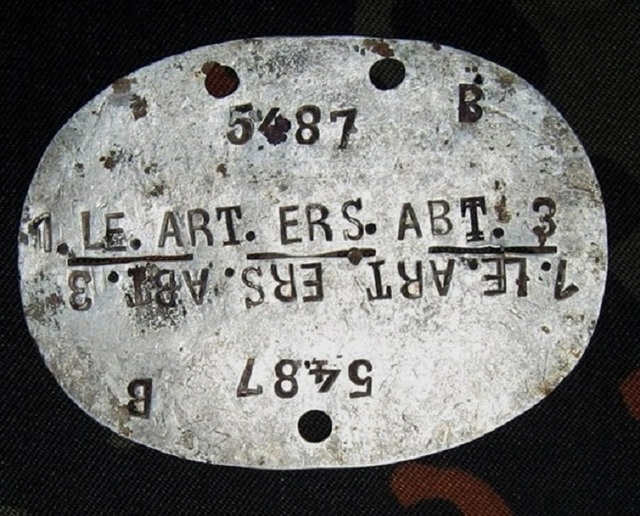 B
5487
1. LE. ART. ERS. ABT. 3
1. LE. ART. ERS. ABT. 3
5487
B